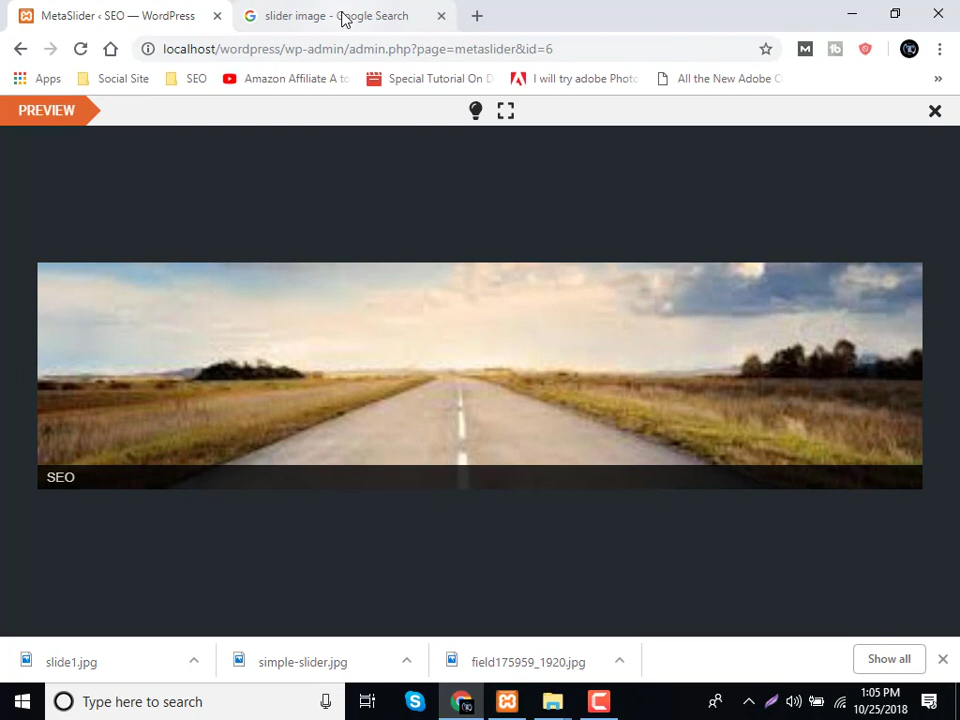 MetaSlider ‹ SEO — WordPress
slider image - Google Search
localhost/wordpress/wp-admin/admin.php?page=metaslider&id=6
Apps
Social Site
SEO
Amazon Affiliate A to
Special Tutorial On D
I will try adobe Photo
All the New Adobe C
»
PREVIEW
SEO
slide1.jpg
simple-slider.jpg
field175959_1920.jpg
Show all
Type here to search
1:05 PM
10/25/2018